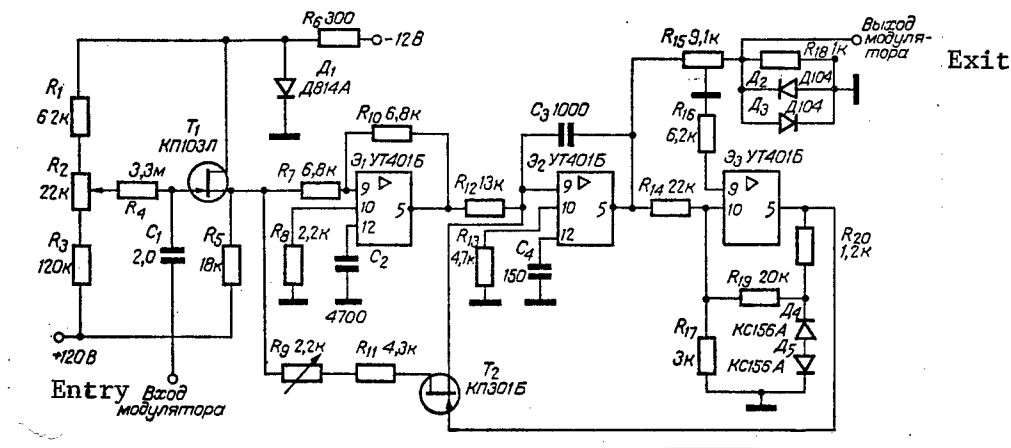 R6 300
-12В
Д1
Д814А
R1
62к
R2
22к
R3
120к
+120В
3,3м
R4
T1
КП103Л
C1
2,0
R5
18к
Entry
Вход
модулятора
R7 6,8к
R10 6,8к
Э1 УТ401Б
9
10
12
5
R8 2,2к
C2
4700
R9 2,2к
R11 4,3к
T2
КП301Б
R12 13к
C3 1000
Э2 УТ401Б
9
10
12
5
R13
4,7к
C4
150
R14 22к
R15 9,1к
R16
6,2к
Э3 УТ401Б
9
10
5
R17
3к
R18 1к
Д2
Д104
Д3
Д104
Выход
модуля-
тора
Exit
R19 20к
R20
1,2к
Д4
КС156А
Д5
КС156А